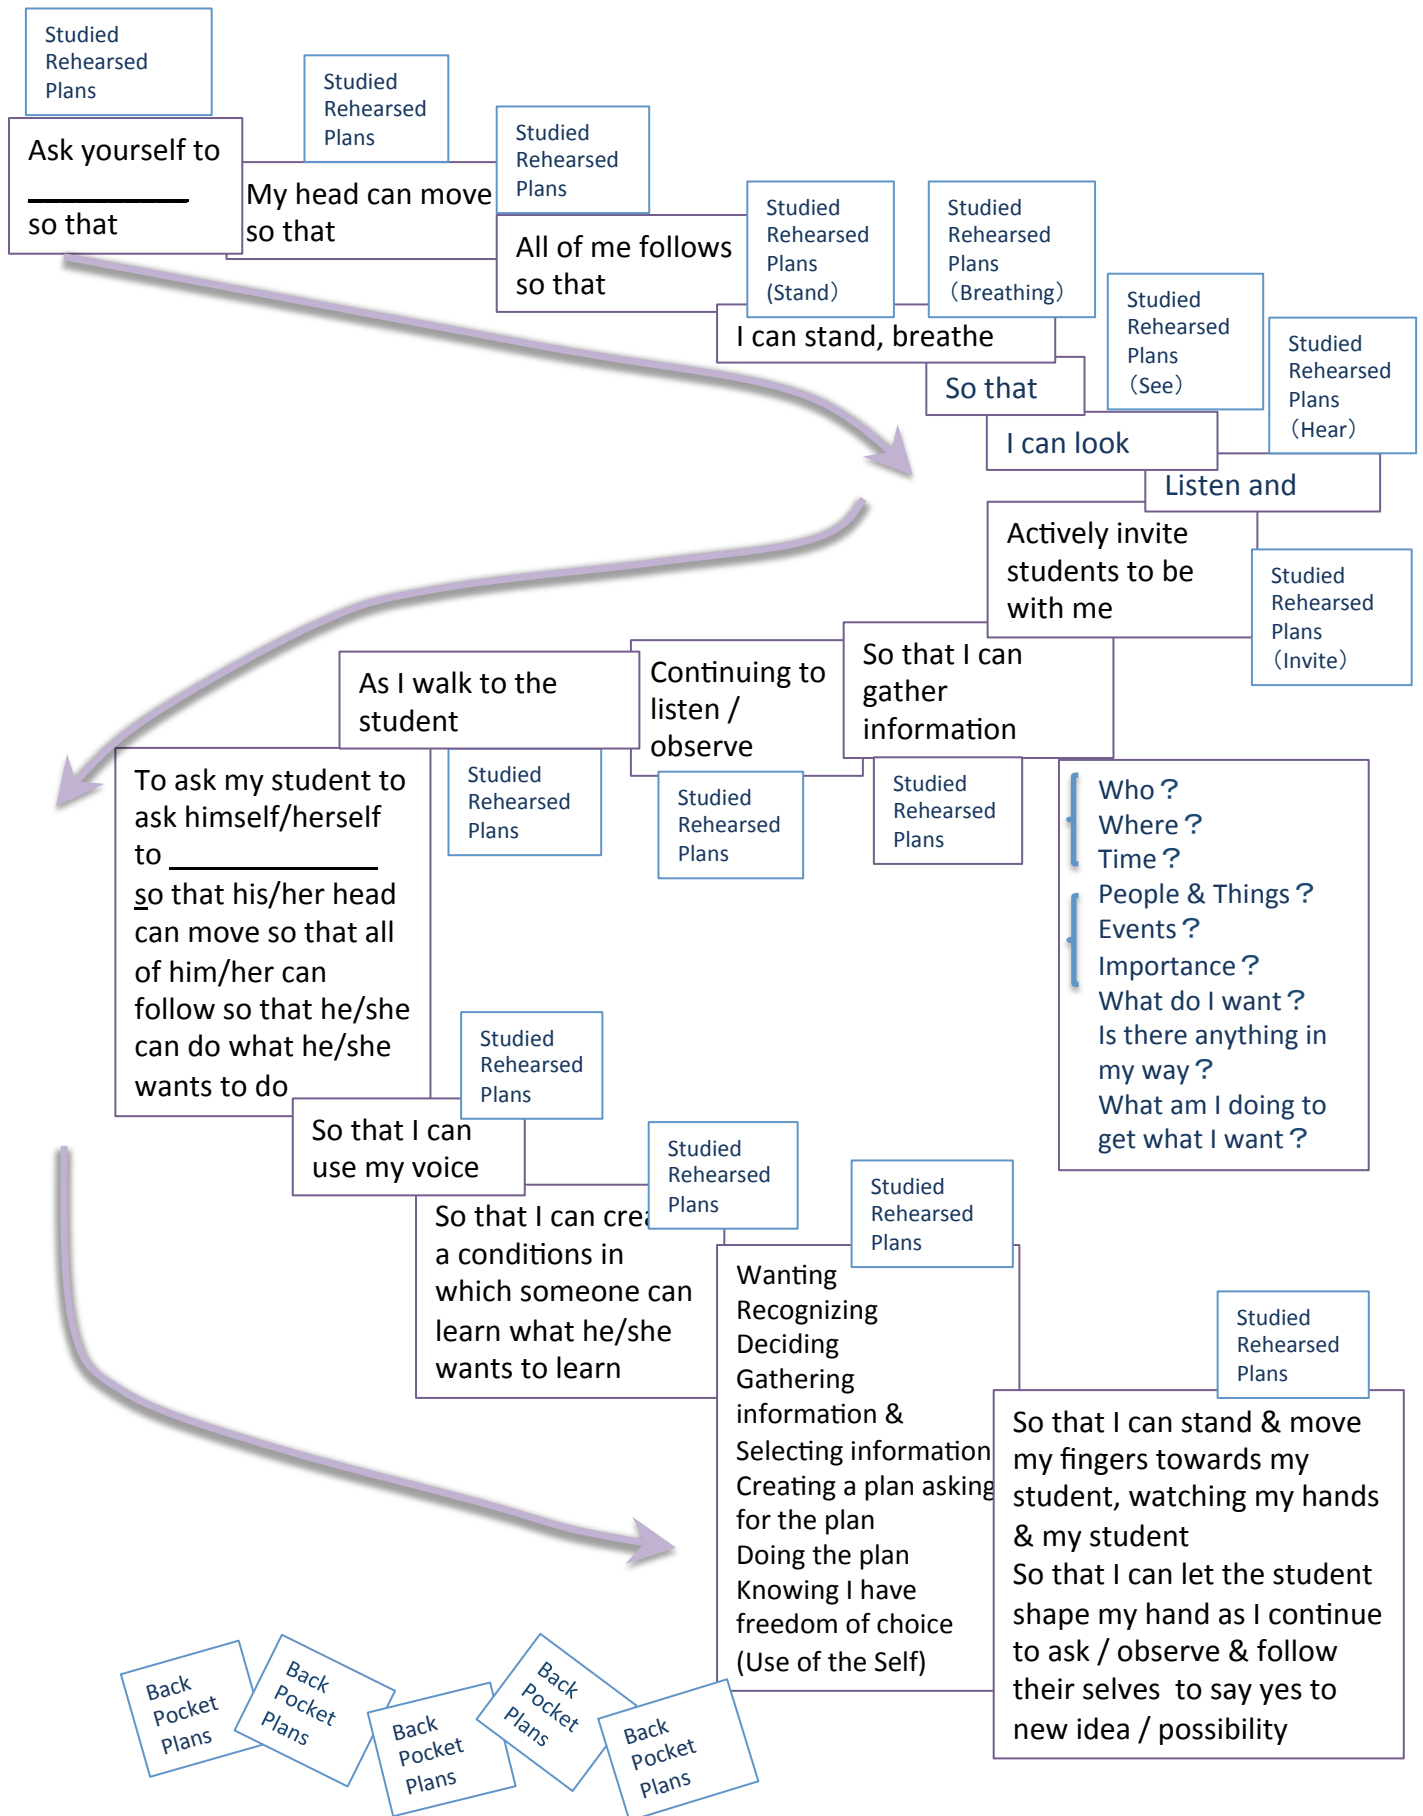 Studied
Rehearsed
Plans
Ask yourself to
__________
so that
Studied
Rehearsed
Plans
My head can move
so that
Studied
Rehearsed
Plans
All of me follows
so that
Studied
Rehearsed
Plans
(Stand）
Studied
Rehearsed
Plans
（Breathing）
I can stand, breathe
So that
Studied
Rehearsed
Plans
（See）
I can look
Studied
Rehearsed
Plans
（Hear）
Listen and
Actively invite
students to be
with me
Studied
Rehearsed
Plans
（Invite）
So that I can
gather
information
Studied
Rehearsed
Plans
Who？
Where？
Time？
People & Things？
Events？
Importance？
What do I want？
Is there anything in
my way？
What am I doing to
get what I want？
Continuing to
listen /
observe
Studied
Rehearsed
Plans
As I walk to the
student
Studied
Rehearsed
Plans
To ask my student to
ask himself/herself
to _____________
so that his/her head
can move so that all
of him/her can
follow so that he/she
can do what he/she
wants to do
Studied
Rehearsed
Plans
So that I can
use my voice
Studied
Rehearsed
Plans
So that I can crea
a conditions in
which someone can
learn what he/she
wants to learn
Studied
Rehearsed
Plans
Wanting
Recognizing
Deciding
Gathering
information &
Selecting information
Creating a plan asking
for the plan
Doing the plan
Knowing I have
freedom of choice
(Use of the Self)
Studied
Rehearsed
Plans
So that I can stand & move
my fingers towards my
student, watching my hands
& my student
So that I can let the student
shape my hand as I continue
to ask / observe & follow
their selves to say yes to
new idea / possibility
Back
Pocket
Plans
Back
Pocket
Plans
Back
Pocket
Plans
Back
Pocket
Plans
Back
Pocket
Plans